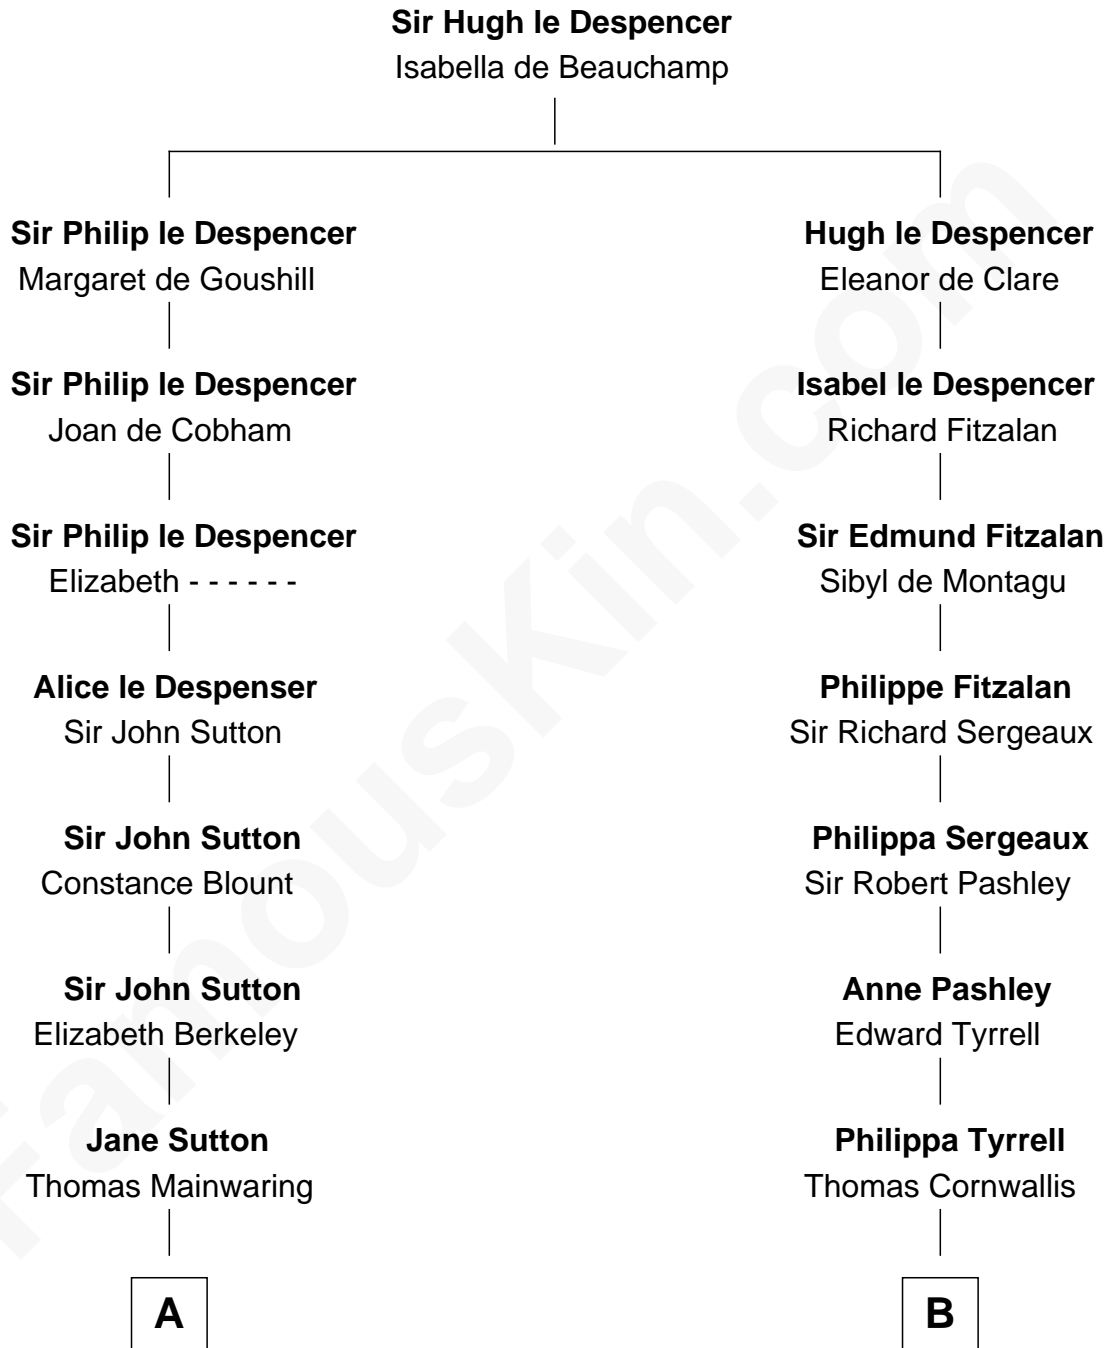 Sir Hugh le Despencer
Isabella de Beauchamp
Sir Philip le Despencer
Margaret de Goushill
Hugh le Despencer
Eleanor de Clare
Sir Philip le Despencer
Joan de Cobham
Isabel le Despencer
Richard Fitzalan
Sir Philip le Despencer
Elizabeth - - - - - -
Sir Edmund Fitzalan
Sibyl de Montagu
Alice le Despenser
Sir John Sutton
Philippe Fitzalan
Sir Richard Sergeaux
Sir John Sutton
Constance Blount
Philippa Sergeaux
Sir Robert Pashley
Sir John Sutton
Elizabeth Berkeley
Anne Pashley
Edward Tyrrell
Jane Sutton
Thomas Mainwaring
Philippa Tyrrell
Thomas Cornwallis
A
B
FamousKin.com